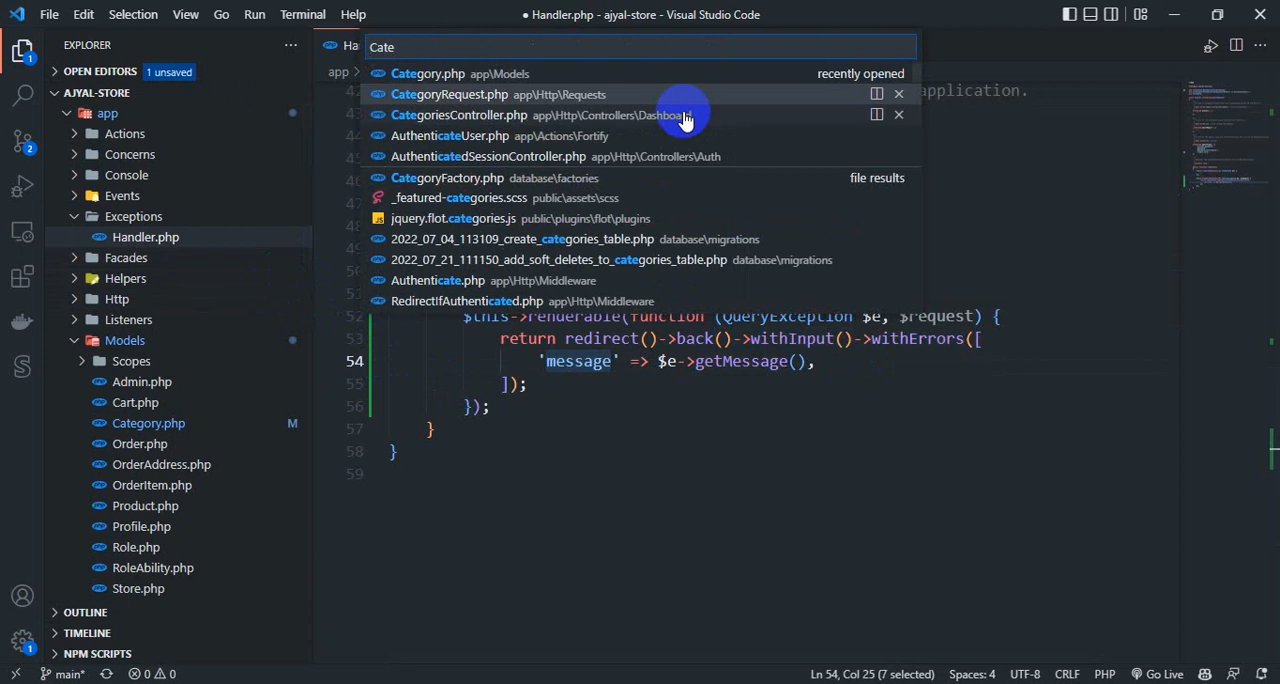 File Edit Selection View Go Run Terminal Help
● Handler.php - ajyal-store - Visual Studio Code
EXPLORER
OPEN EDITORS 1 unsaved
AJYAL-STORE
app
Actions
Concerns
Console
Events
Exceptions
Handler.php
Facades
Helpers
Http
Listeners
Models
Scopes
Admin.php
Cart.php
Category.php M
Order.php
OrderAddress.php
OrderItem.php
Product.php
Profile.php
Role.php
RoleAbility.php
Store.php
OUTLINE
TIMELINE
NPM SCRIPTS
Cate
app >
Category.php app\Models recently opened
CategoryRequest.php app\Http\Requests
CategoriesController.php app\Http\Controllers\Dashboard
AuthenticateUser.php app\Actions\Fortify
AuthenticatedSessionController.php app\Http\Controllers\Auth
CategoryFactory.php database\factories file results
_featured-categories.scss public\assets\scss
jquery.flot.categories.js public\plugins\flot\plugins
2022_07_04_113109_create_categories_table.php database\migrations
2022_07_21_111150_add_soft_deletes_to_categories_table.php database\migrations
Authenticate.php app\Http\Middleware
RedirectIfAuthenticated.php app\Http\Middleware
application.
52 $this->renderable(function (QueryException $e, $request) {
53 return redirect()->back()->withInput()->withErrors([
54 'message' => $e->getMessage(),
55 ]);
56 });
57 }
58 }
59
main* 0 0 Ln 54, Col 25 (7 selected) Spaces: 4 UTF-8 CRLF PHP Go Live